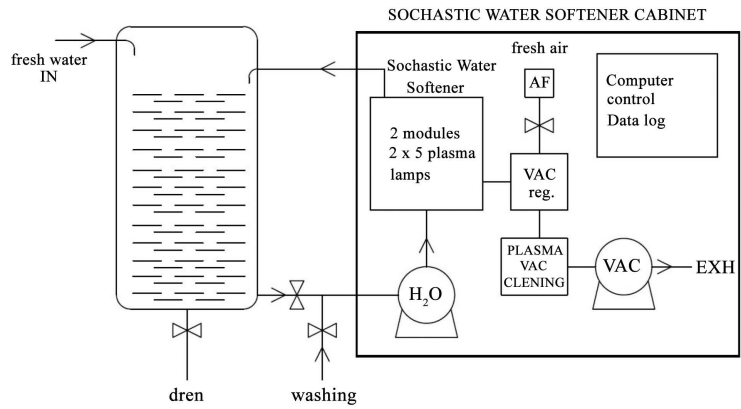 SOCHASTIC WATER SOFTENER CABINET
fresh water
IN
Sochastic Water
Softener
fresh air
AF
Computer
control
Data log
2 modules
2 x 5 plasma
lamps
VAC
reg.
PLASMA
VAC
CLENING
VAC
EXH
H₂O
dren
washing